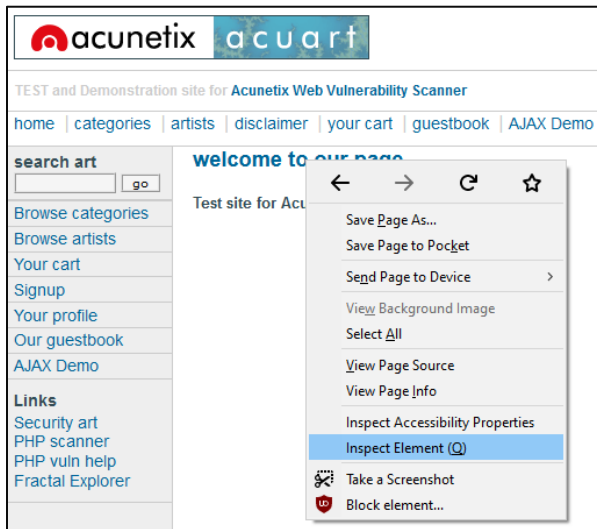 acunetix acuart
TEST and Demonstration site for Acunetix Web Vulnerability Scanner
home | categories | artists | disclaimer | your cart | guestbook | AJAX Demo
search art
go
Browse categories
Browse artists
Your cart
Signup
Your profile
Our guestbook
AJAX Demo
Links
Security art
PHP scanner
PHP vuln help
Fractal Explorer
welcome to our page
Test site for Acu
Save Page As...
Save Page to Pocket
Send Page to Device
View Background Image
Select All
View Page Source
View Page Info
Inspect Accessibility Properties
Inspect Element (Q)
Take a Screenshot
Block element...